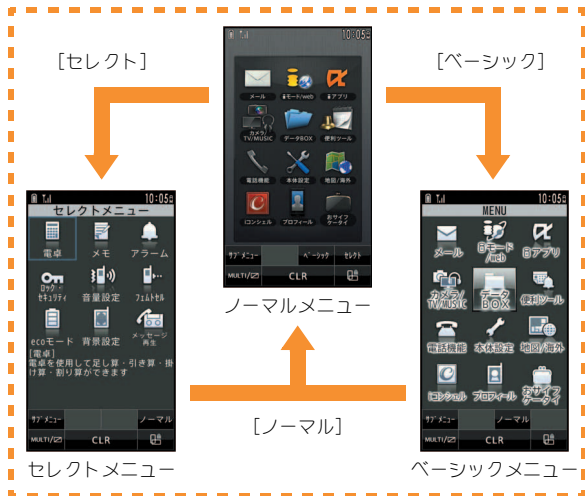 [セレクト]
[ベーシック]
10:05
メール
iモード/web
iアプリ
カメラ/
TV/MUSIC
データBOX
便利ツール
電話機能
本体設定
地図/海外
iコンシェル
プロフィール
おサイフ
ケータイ
サブメニュー
ベーシック
セレクト
MULTI/
CLR
ノーマルメニュー
10:05
セレクトメニュー
電卓
メモ
アラーム
ロック/
セキュリティ
音量設定
フェムトセル
ecoモード
背景設定
メッセージ
再生
[電卓]
電卓を使用して足し算・引き算・掛
け算・割り算ができます
サブメニュー
ノーマル
MULTI/
CLR
セレクトメニュー
10:05
MENU
メール
iモード
/web
iアプリ
カメラ/
TV/MUSIC
データ
BOX
便利ツール
電話機能
本体設定
地図/海外
iコンシェル
プロフィール
おサイフ
ケータイ
サブメニュー
ノーマル
MULTI/
CLR
ベーシックメニュー
[ノーマル]